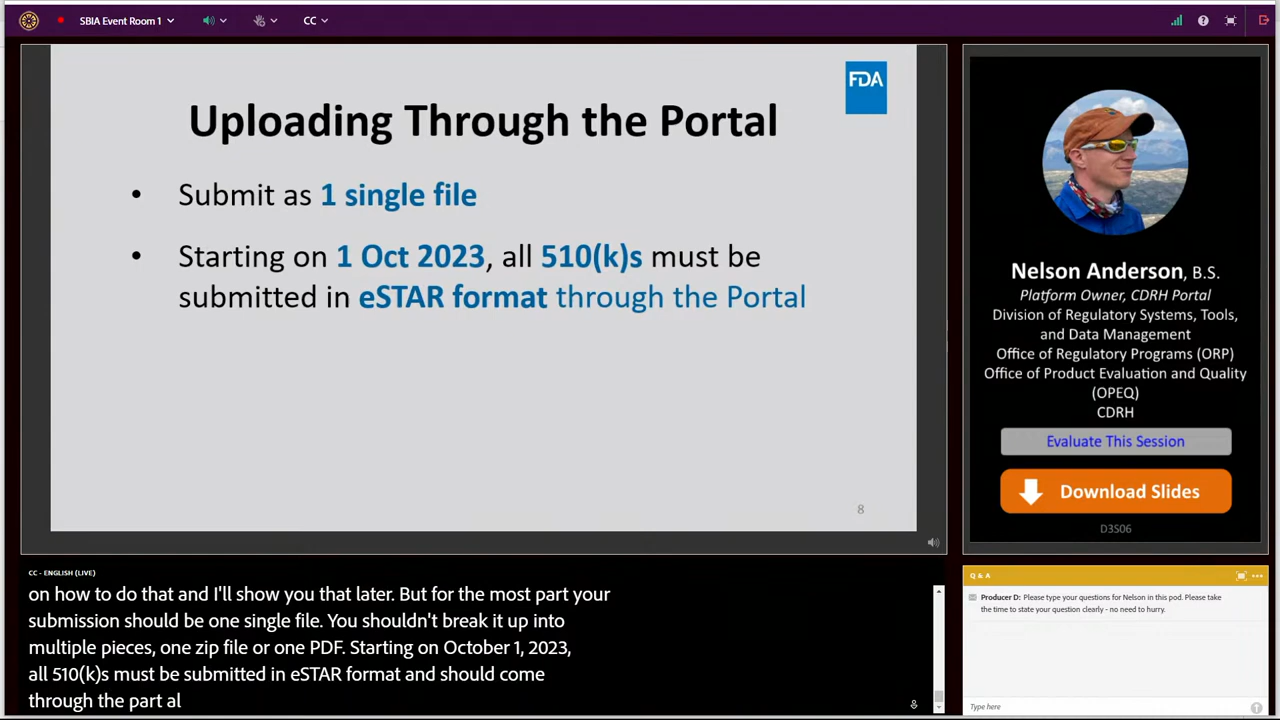 SBIA Event Room 1
CC
FDA
Uploading Through the Portal
• Submit as 1 single file
• Starting on 1 Oct 2023, all 510(k)s must be
submitted in eSTAR format through the Portal
8
Nelson Anderson, B.S.
Platform Owner, CDRH Portal
Division of Regulatory Systems, Tools,
and Data Management
Office of Regulatory Programs (ORP)
Office of Product Evaluation and Quality
(OPEQ)
CDRH
Evaluate This Session
Download Slides
D3S06
CC - ENGLISH (LIVE)
on how to do that and I'll show you that later. But for the most part your
submission should be one single file. You shouldn't break it up into
multiple pieces, one zip file or one PDF. Starting on October 1, 2023,
all 510(k)s must be submitted in eSTAR format and should come
through the part al
Q & A
Producer D: Please type your questions for Nelson in this pod. Please take
the time to state your question clearly - no need to hurry.
Type here